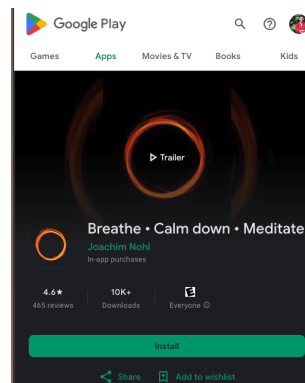 Google Play
Games Apps Movies & TV Books Kids
Trailer
Breathe • Calm down • Meditate
Joachim Nohl
In-app purchases
4.6★ 10K+ E
465 reviews Downloads Everyone
Install
Share Add to wishlist